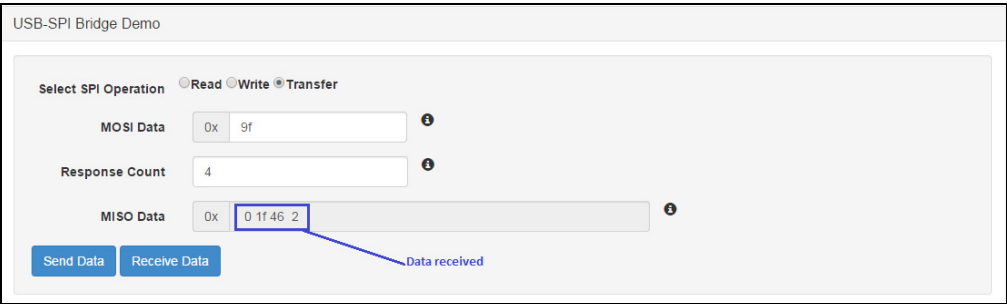 USB-SPI Bridge Demo
Select SPI Operation Read Write Transfer
MOSI Data 0x 9f
Response Count 4
MISO Data 0x 0 1f 46 2
Send Data Receive Data Data received